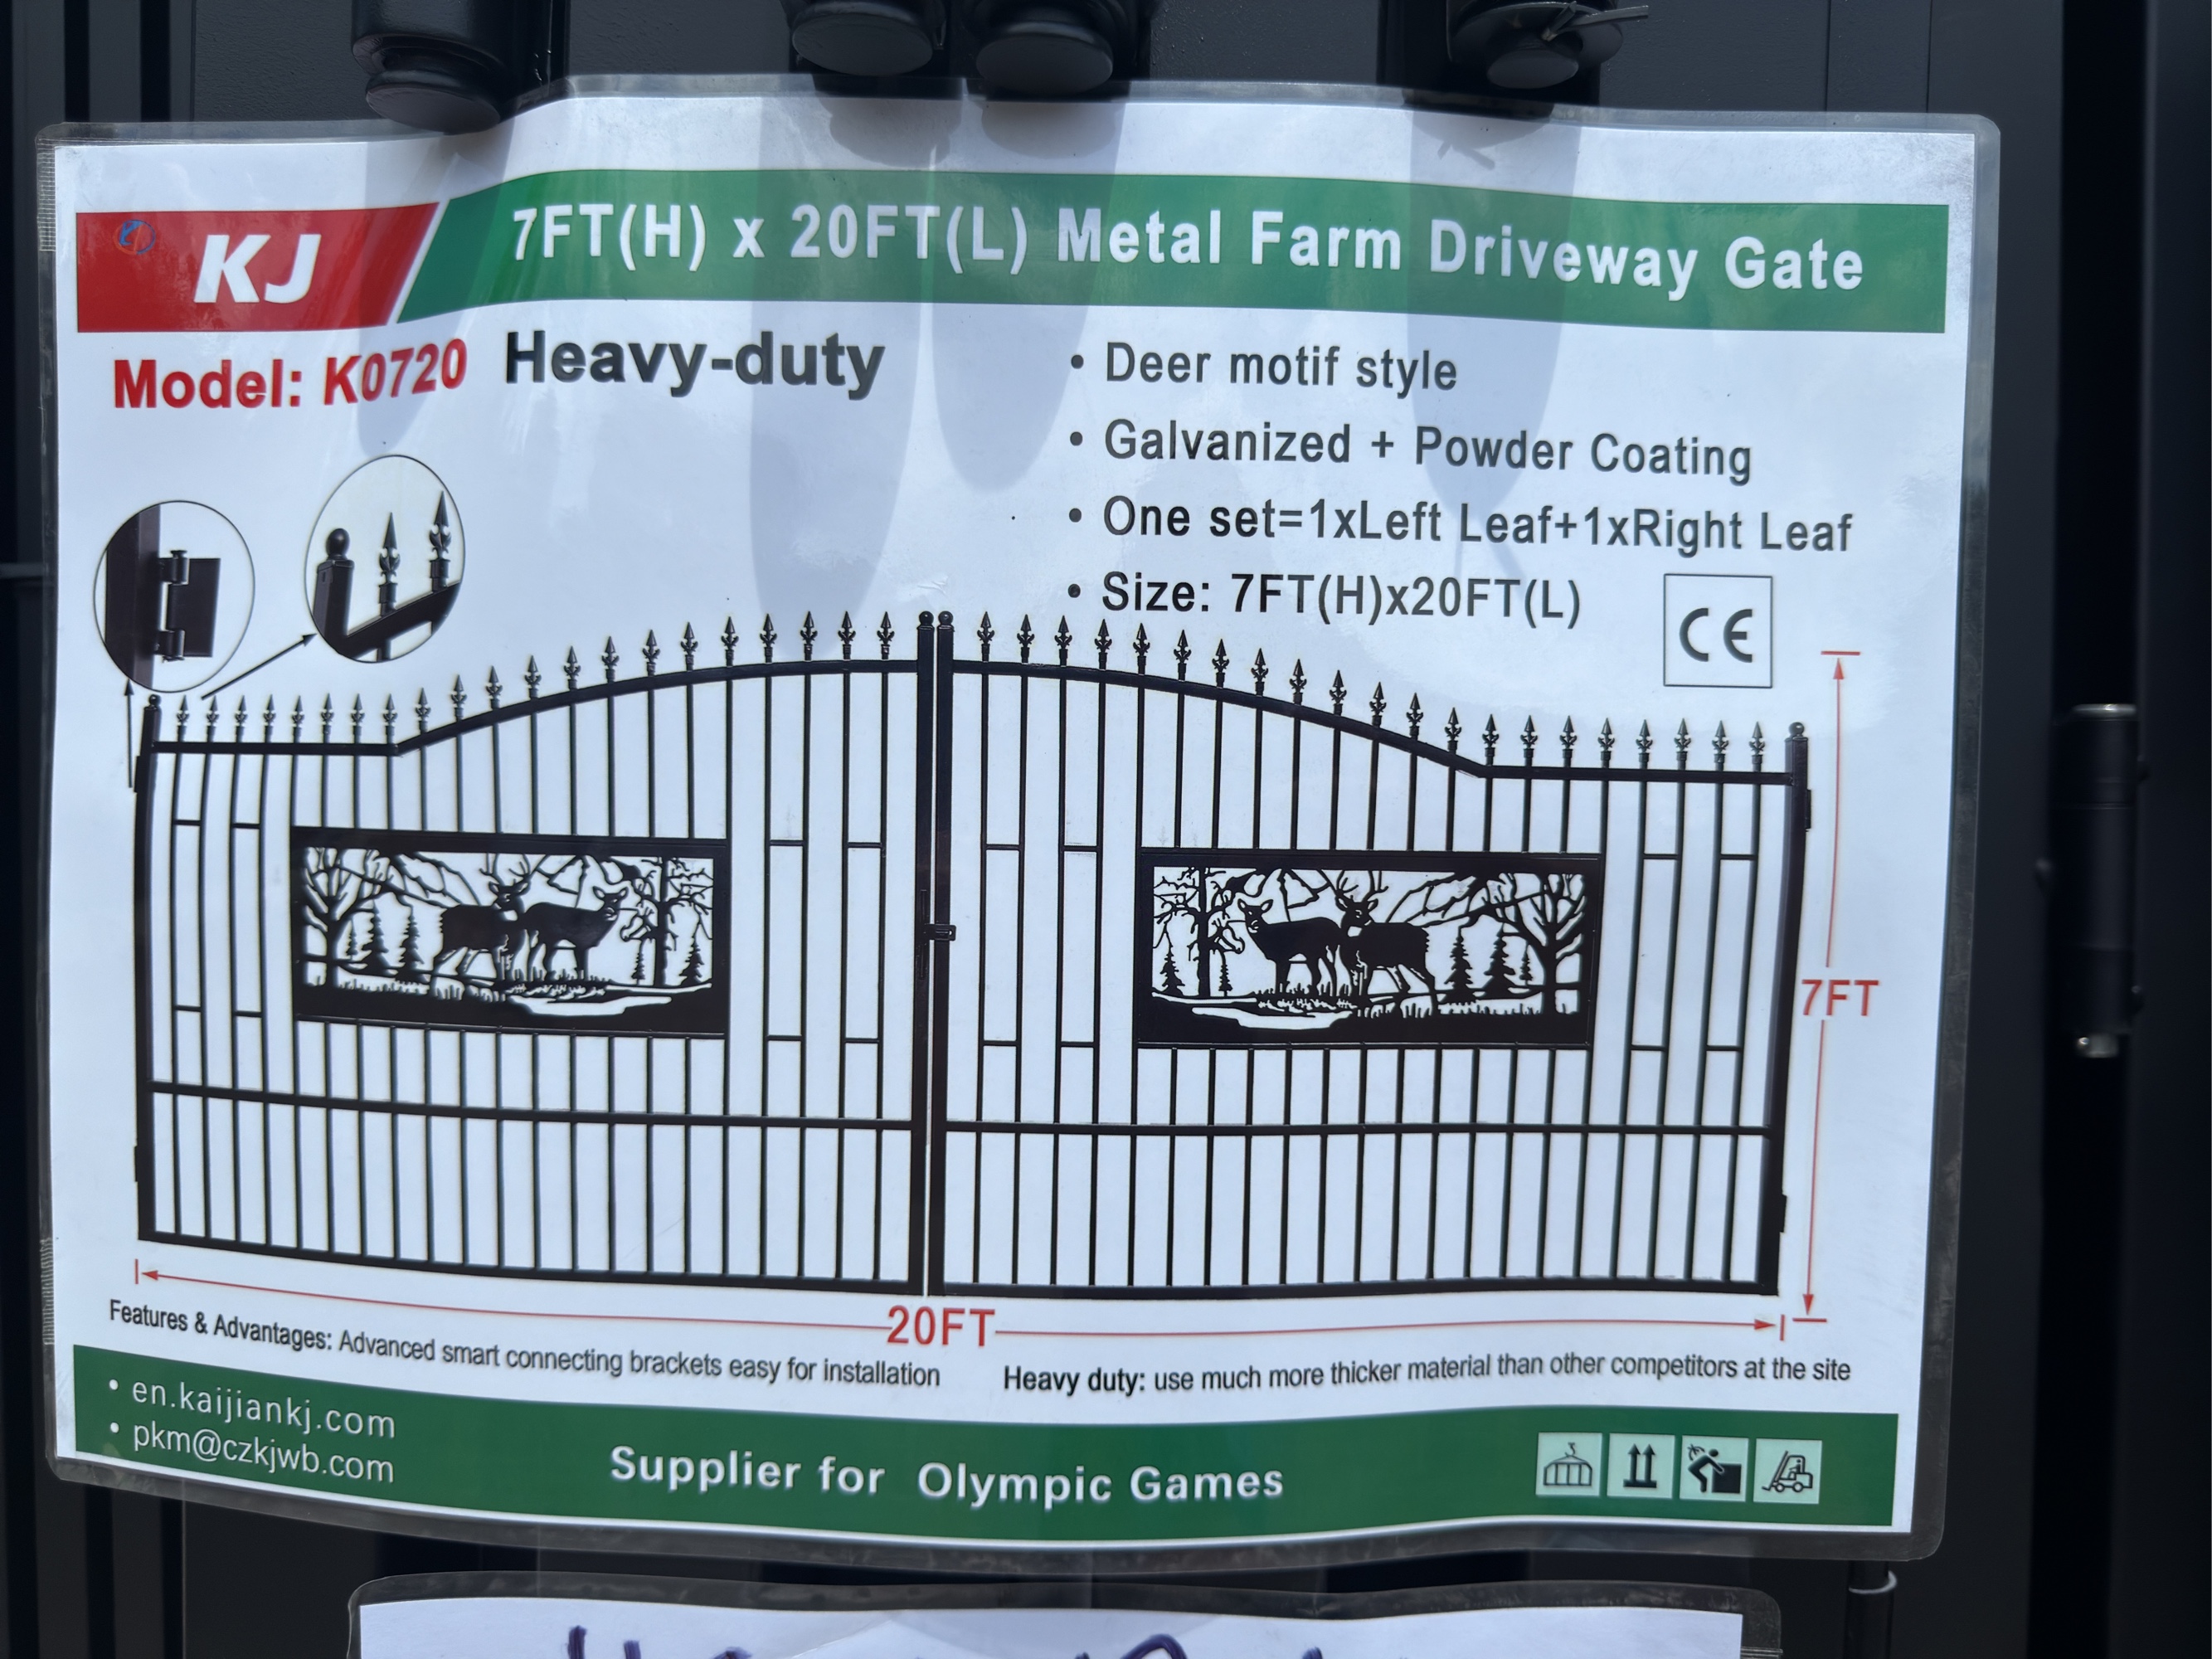 KJ
7FT(H) x 20FT(L) Metal Farm Driveway Gate
Model: K0720
Heavy-duty
• Deer motif style
• Galvanized + Powder Coating
• One set=1xLeft Leaf+1xRight Leaf
• Size: 7FT(H)x20FT(L)
CE
7FT
20FT
Features & Advantages: Advanced smart connecting brackets easy for installation
Heavy duty: use much more thicker material than other competitors at the site
• en.kaijiankj.com
• pkm@czkjwb.com
Supplier for Olympic Games